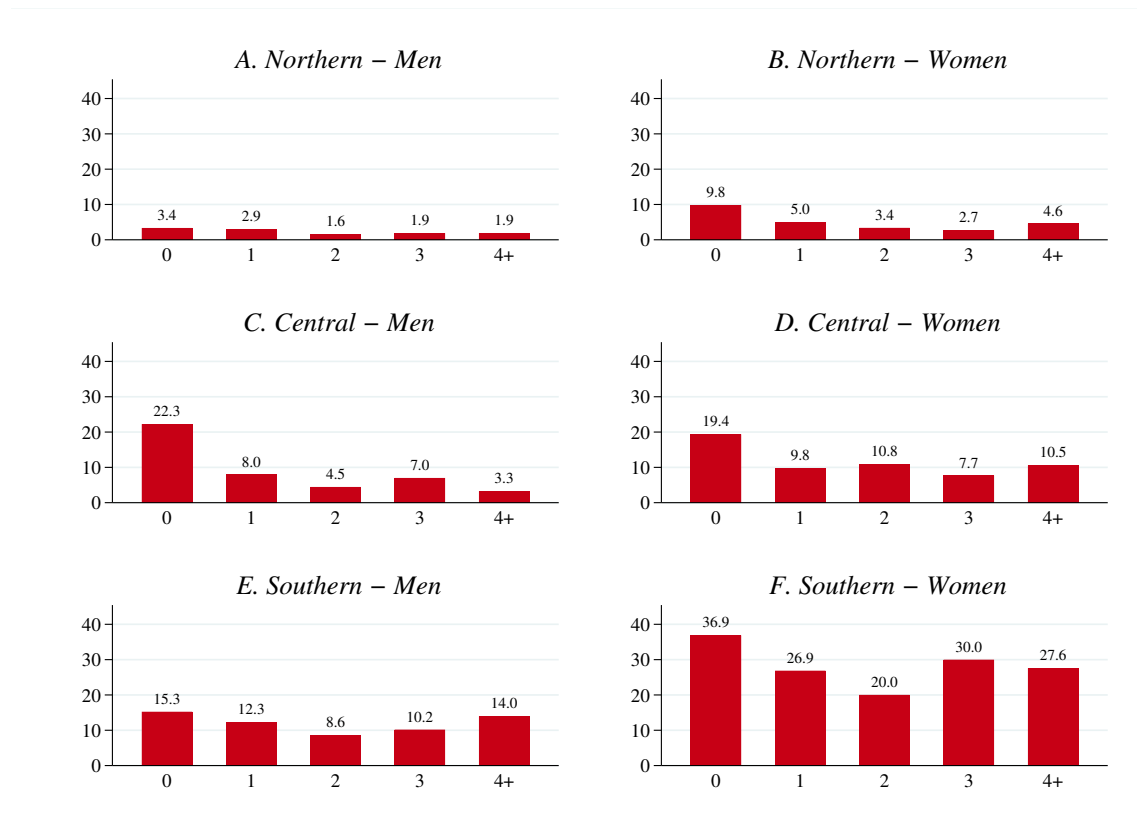 A. Northern – Men
40
30
20
10
0
3.4 2.9 1.6 1.9 1.9
0 1 2 3 4+
B. Northern – Women
40
30
20
10
0
9.8 5.0 3.4 2.7 4.6
0 1 2 3 4+
C. Central – Men
40
30
20
10
0
22.3 8.0 4.5 7.0 3.3
0 1 2 3 4+
D. Central – Women
40
30
20
10
0
19.4 9.8 10.8 7.7 10.5
0 1 2 3 4+
E. Southern – Men
40
30
20
10
0
15.3 12.3 8.6 10.2 14.0
0 1 2 3 4+
F. Southern – Women
40
30
20
10
0
36.9 26.9 20.0 30.0 27.6
0 1 2 3 4+